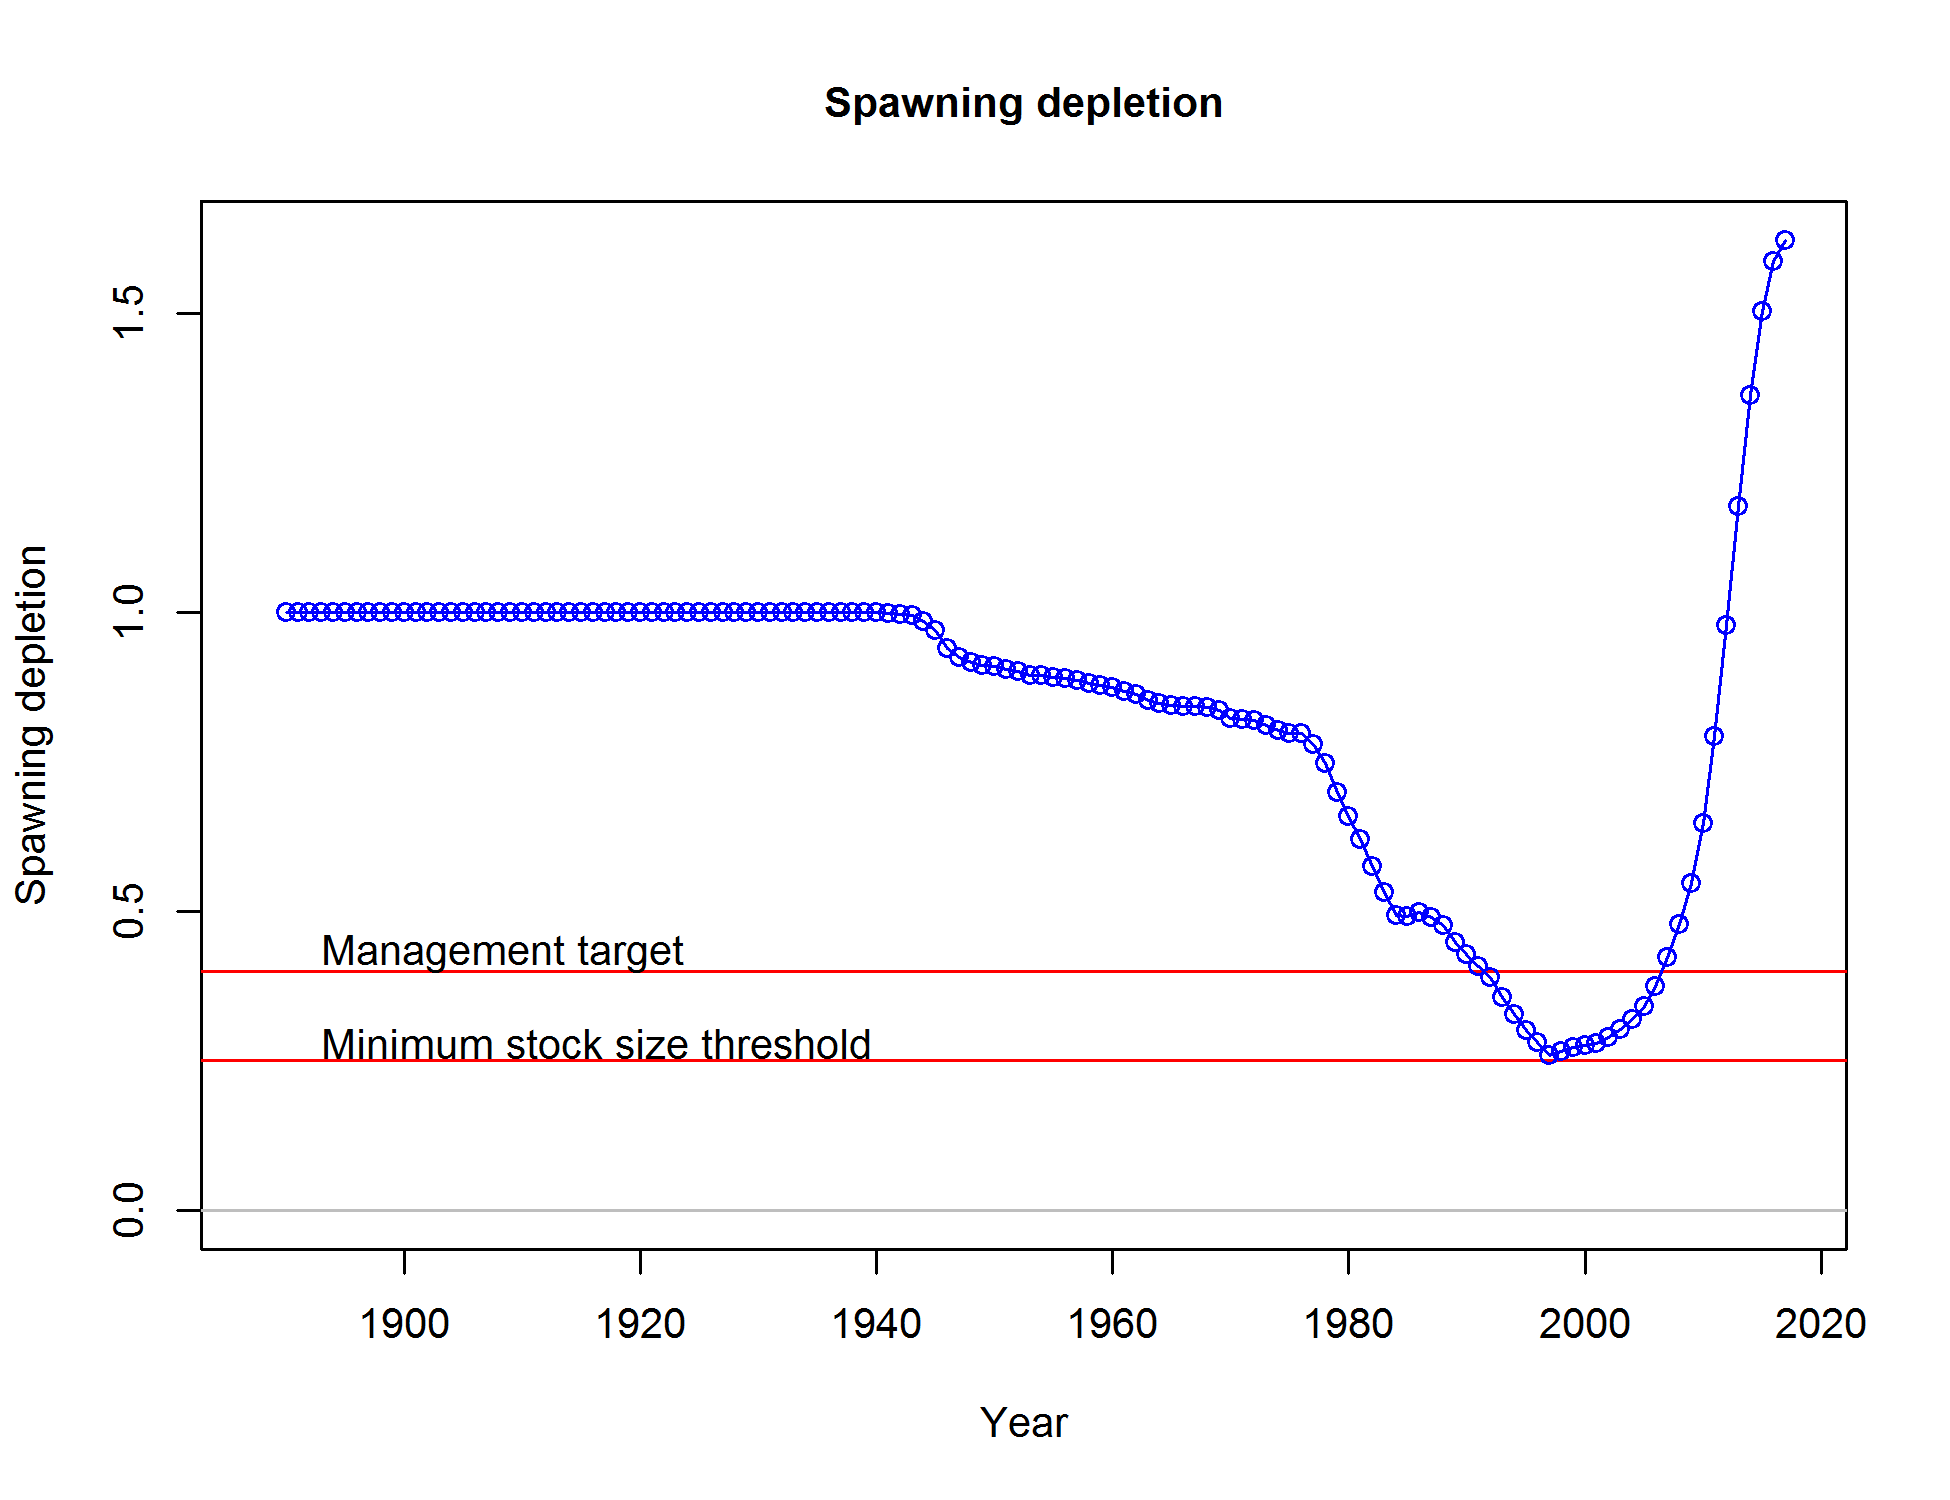 Spawning depletion
Spawning depletion
1.5
1.0
0.5
0.0
Management target
Minimum stock size threshold
1900 1920 1940 1960 1980 2000 2020
Year